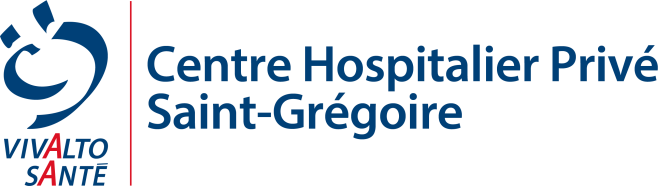 VIVALTO
SANTÉ
Centre Hospitalier Privé
Saint-Grégoire